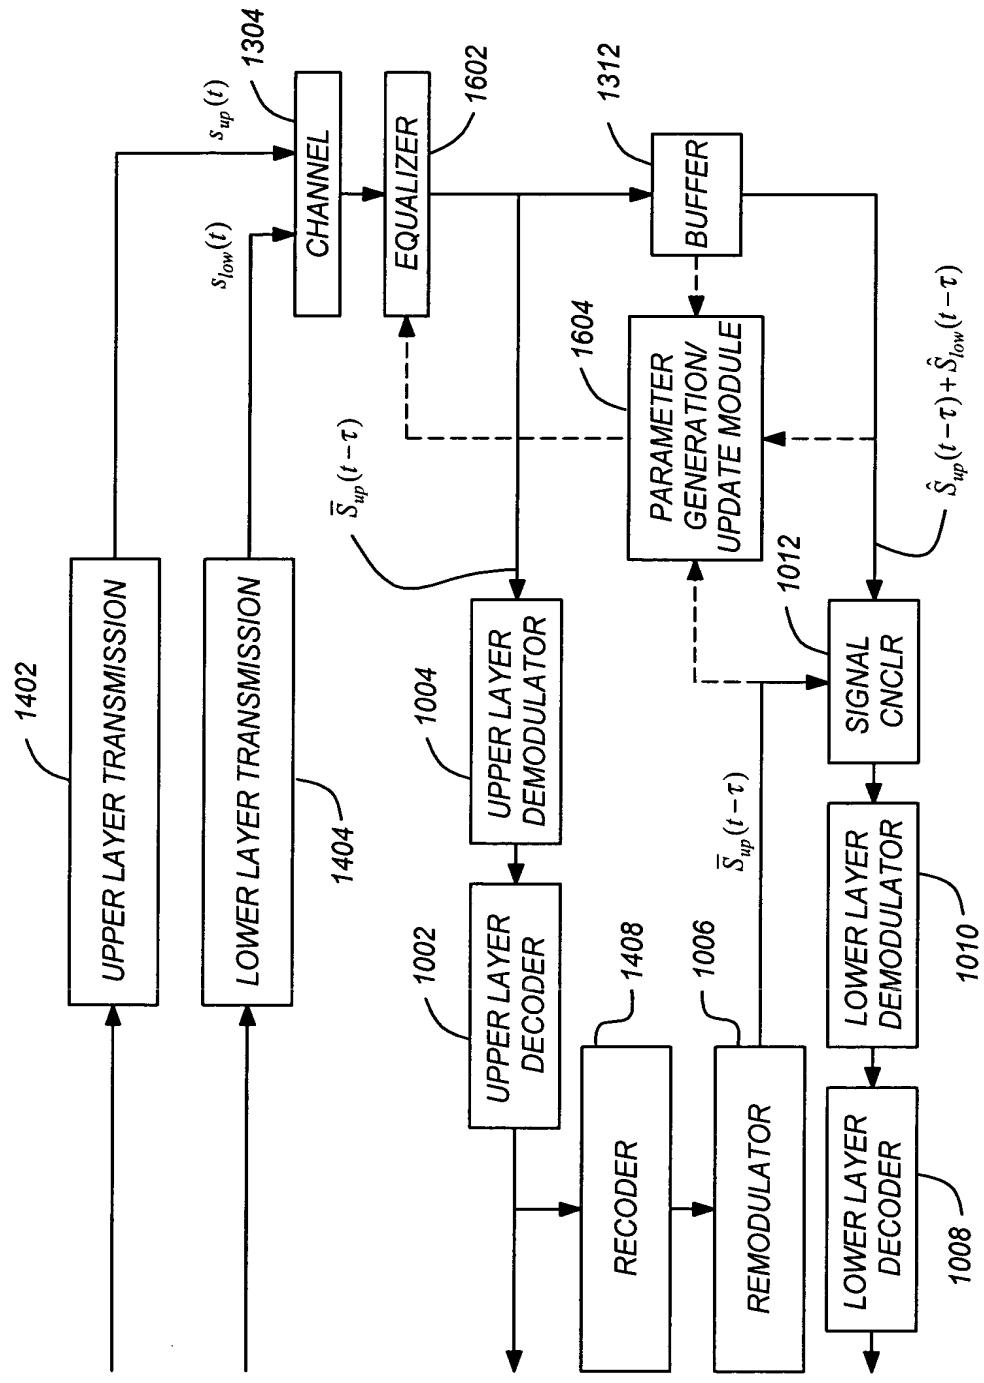 1402
UPPER LAYER TRANSMISSION
s_up(t)
1304
LOWER LAYER TRANSMISSION
1404
s_low(t)
CHANNEL
EQUALIZER
1602
1002
UPPER LAYER
DECODER
1004
UPPER LAYER
DEMODULATOR
S̅_up(t−τ)
RECODER
1408
PARAMETER
GENERATION/
UPDATE MODULE
1604
BUFFER
1312
REMODULATOR
1006
S̅_up(t−τ)
LOWER LAYER
DECODER
1008
LOWER LAYER
DEMODULATOR
1010
SIGNAL
CNCLR
1012
Ŝ_up(t−τ)+Ŝ_low(t−τ)